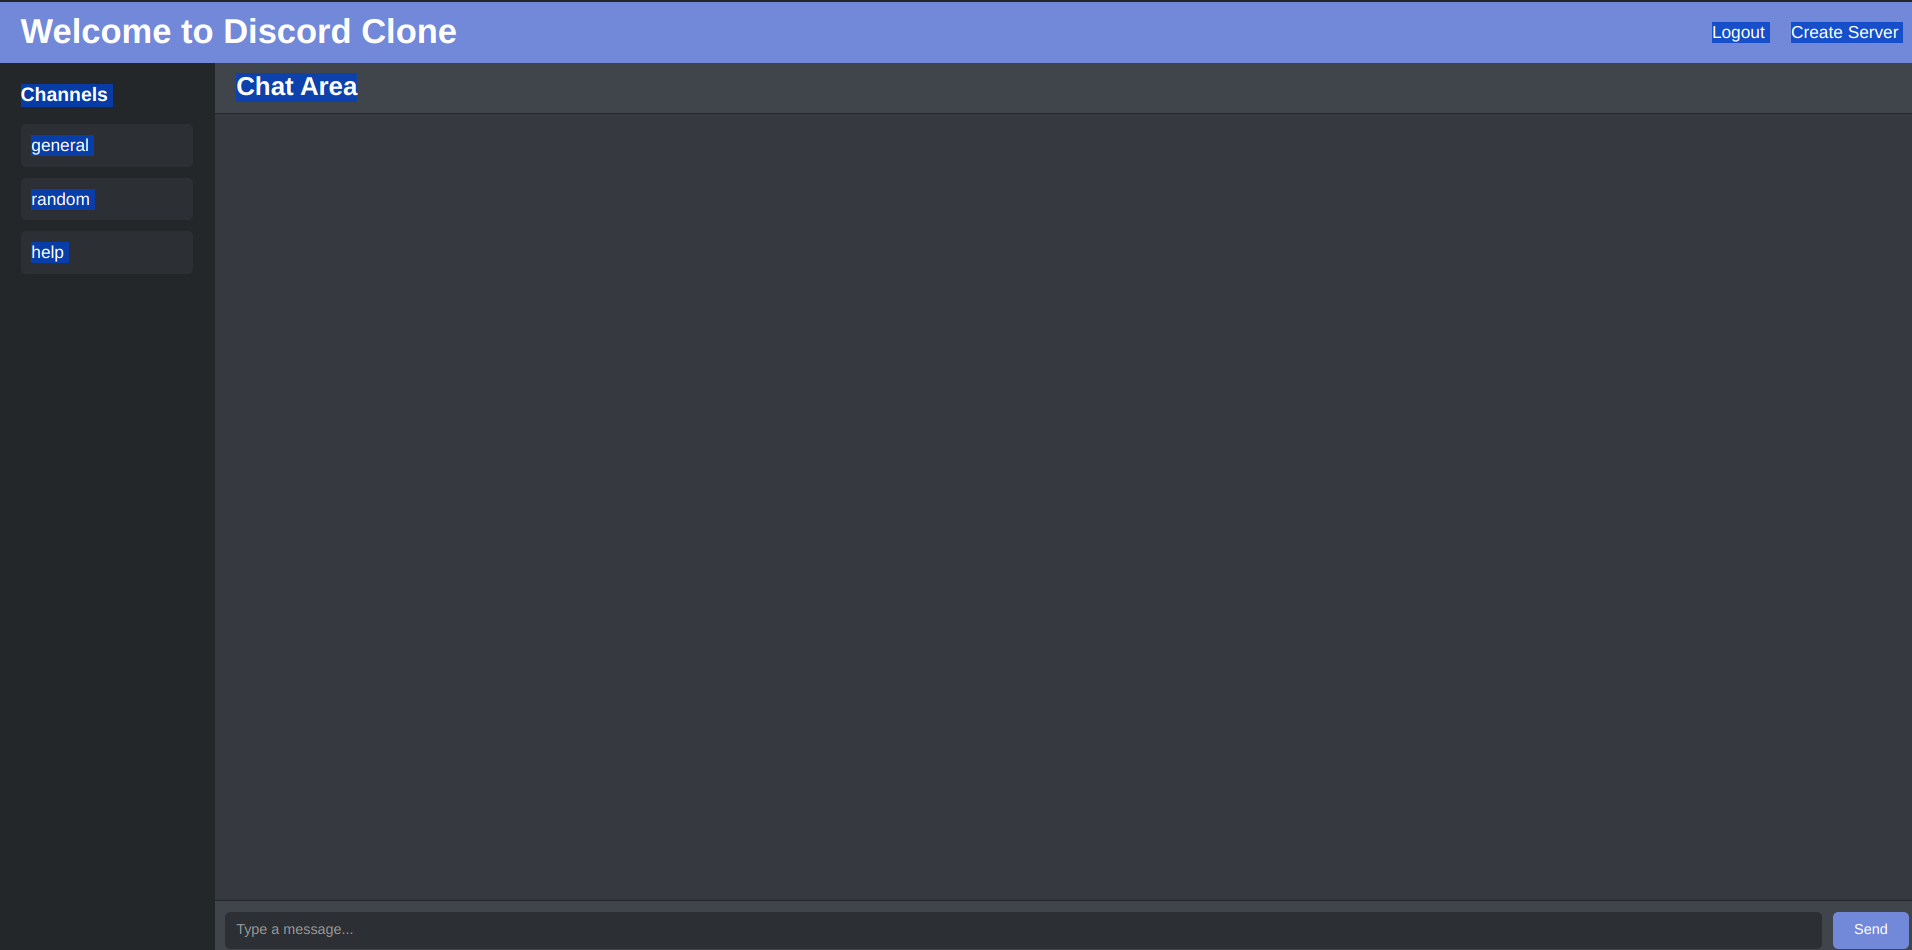 Welcome to Discord Clone
Logout
Create Server
Channels
general
random
help
Chat Area
Type a message...
Send